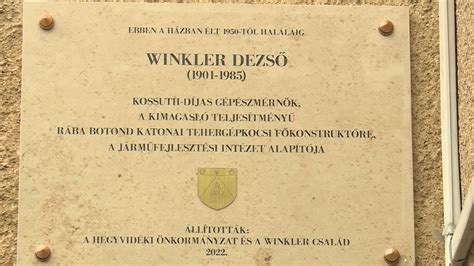 EBBEN A HÁZBAN ÉLT 1950-TŐL HALÁLÁIG
WINKLER DEZSŐ
(1901-1985)
KOSSUTH-DÍJAS GÉPÉSZMÉRNÖK,
A KIMAGASLÓ TELJESÍTMÉNYŰ
RÁBA BOTOND KATONAI TEHERGÉPKOCSI FŐKONSTRUKTŐRE,
A JÁRMŰFEJLESZTÉSI INTÉZET ALAPÍTÓJA
ÁLLÍTOTTÁK:
A HEGYVIDÉKI ÖNKORMÁNYZAT ÉS A WINKLER CSALÁD
2022.